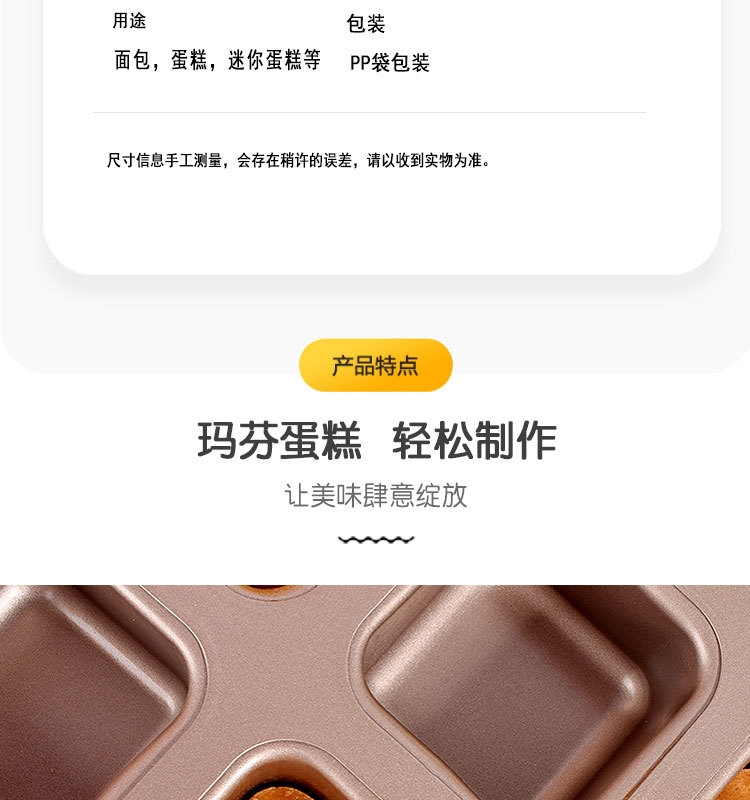 用途 包装
面包，蛋糕，迷你蛋糕等 PP袋包装
尺寸信息手工测量，会存在稍许的误差，请以收到实物为准。
产品特点
玛芬蛋糕 轻松制作
让美味肆意绽放